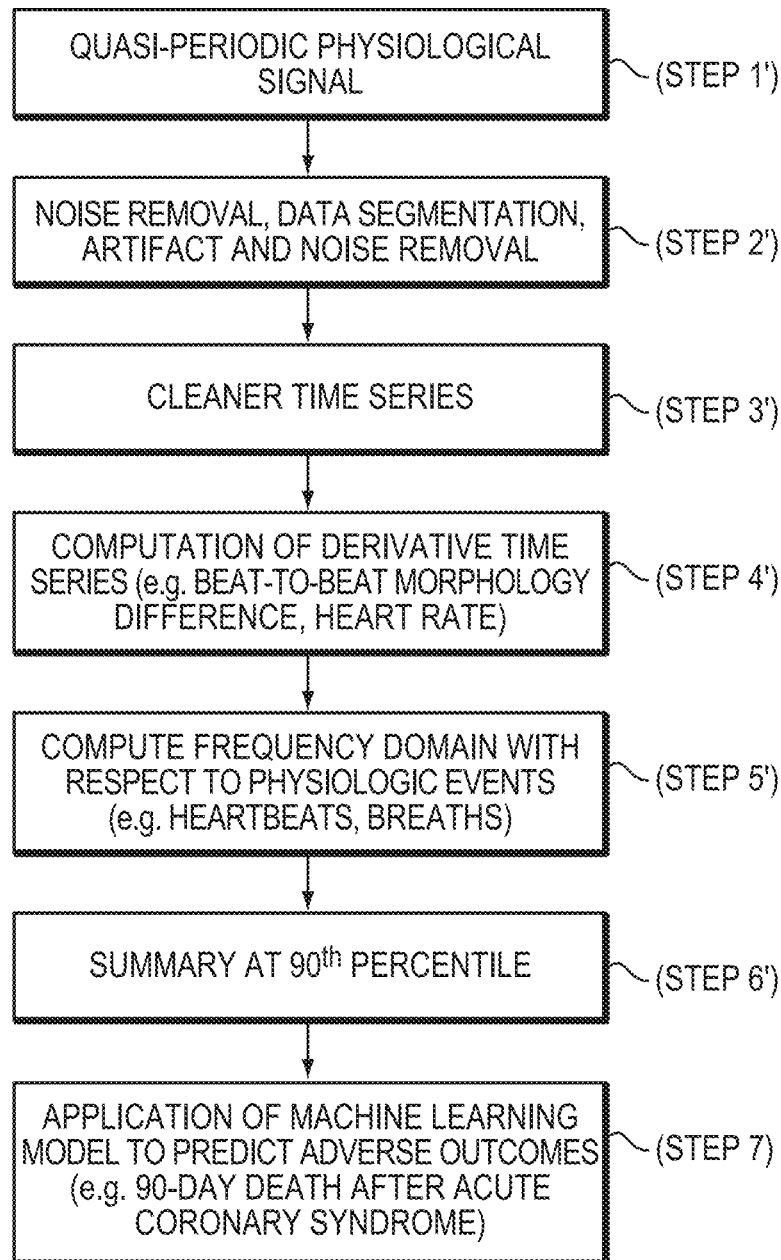 QUASI-PERIODIC PHYSIOLOGICAL
SIGNAL
(STEP 1')
NOISE REMOVAL, DATA SEGMENTATION,
ARTIFACT AND NOISE REMOVAL
(STEP 2')
CLEANER TIME SERIES
(STEP 3')
COMPUTATION OF DERIVATIVE TIME
SERIES (e.g. BEAT-TO-BEAT MORPHOLOGY
DIFFERENCE, HEART RATE)
(STEP 4')
COMPUTE FREQUENCY DOMAIN WITH
RESPECT TO PHYSIOLOGIC EVENTS
(e.g. HEARTBEATS, BREATHS)
(STEP 5')
SUMMARY AT 90th PERCENTILE
(STEP 6')
APPLICATION OF MACHINE LEARNING
MODEL TO PREDICT ADVERSE OUTCOMES
(e.g. 90-DAY DEATH AFTER ACUTE
CORONARY SYNDROME)
(STEP 7)